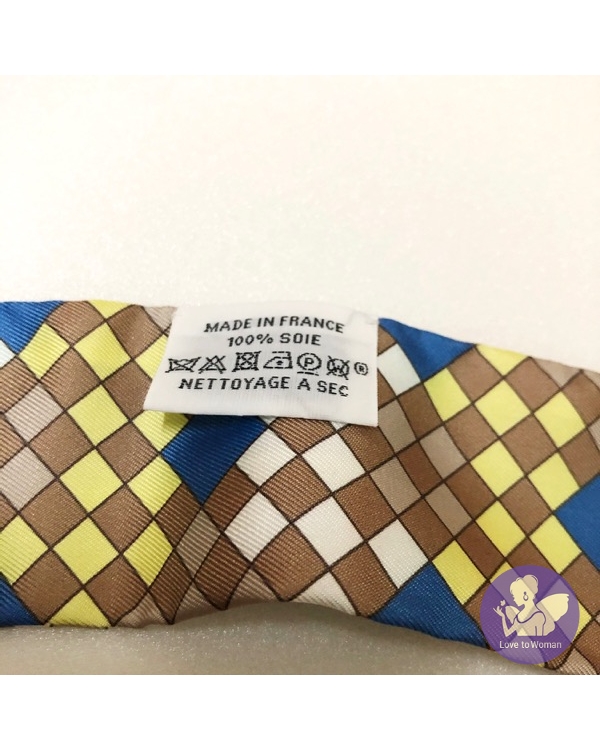 MADE IN FRANCE
100% SOIE
P W ®
NETTOYAGE A SEC
Love to Woman